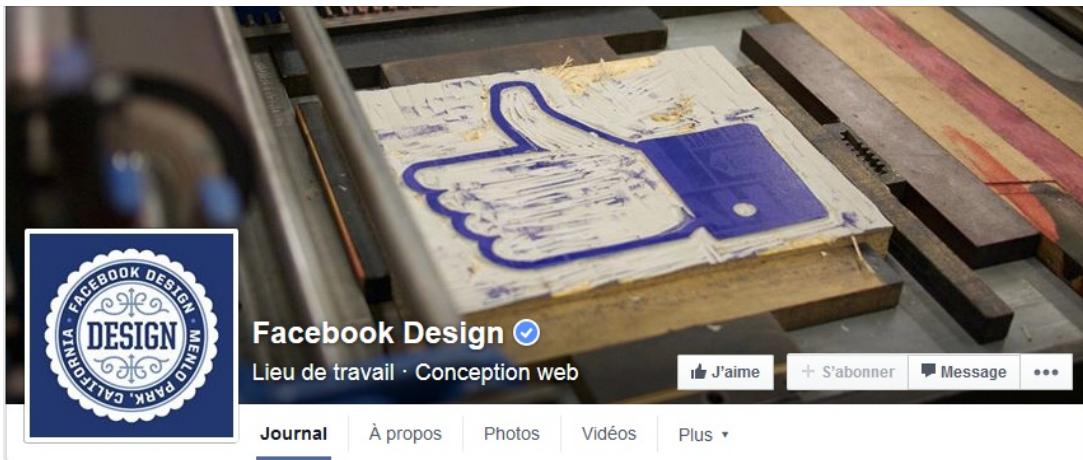 FACEBOOK DESIGN · MENLO PARK, CALIFORNIA ·
DESIGN
Facebook Design
Lieu de travail · Conception web
J'aime
+ S'abonner
Message
Journal
À propos
Photos
Vidéos
Plus